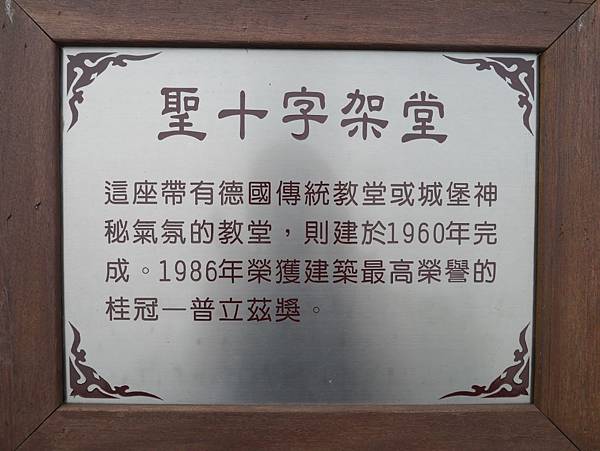 聖十字架堂
這座帶有德國傳統教堂或城堡神
秘氣氛的教堂，則建於1960年完
成。1986年榮獲建築最高榮譽的
桂冠—普立茲獎。